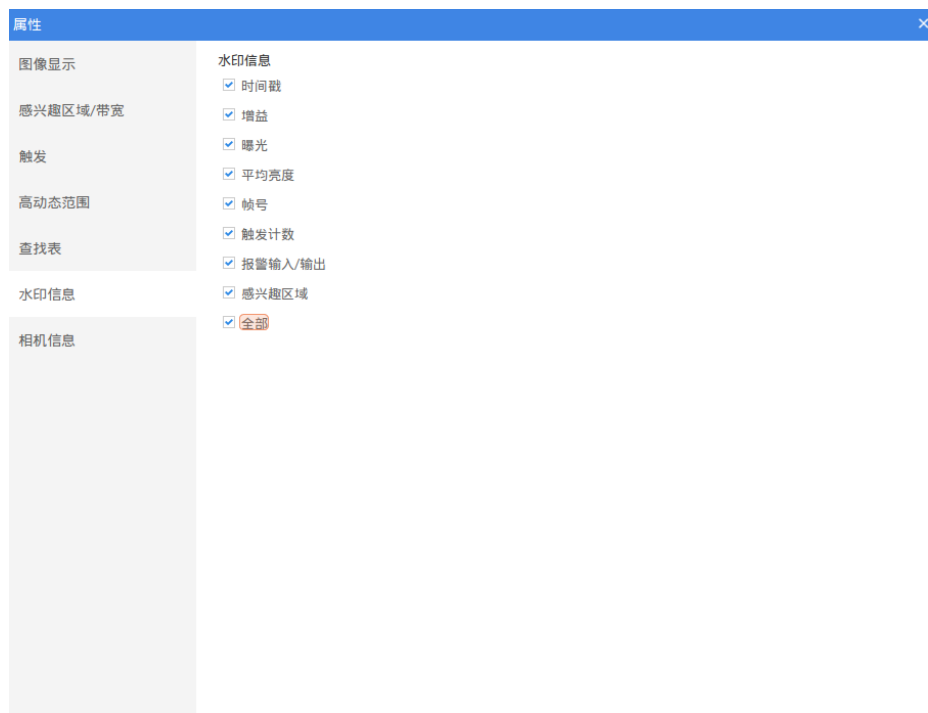 属性
图像显示
感兴趣区域/带宽
触发
高动态范围
查找表
水印信息
相机信息
水印信息
时间戳
增益
曝光
平均亮度
帧号
触发计数
报警输入/输出
感兴趣区域
全部